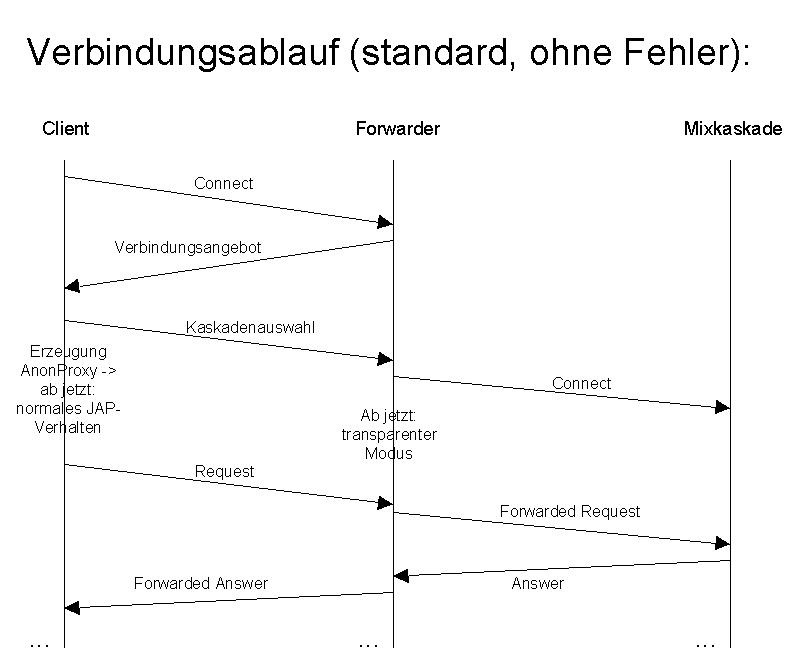 Verbindungsablauf (standard, ohne Fehler):
Client
Forwarder
Mixkaskade
Connect
Verbindungsangebot
Kaskadenauswahl
Erzeugung
AnonProxy ->
ab jetzt:
normales JAP-
Verhalten
Connect
Ab jetzt:
transparenter
Modus
Request
Forwarded Request
Answer
Forwarded Answer
...
...
...